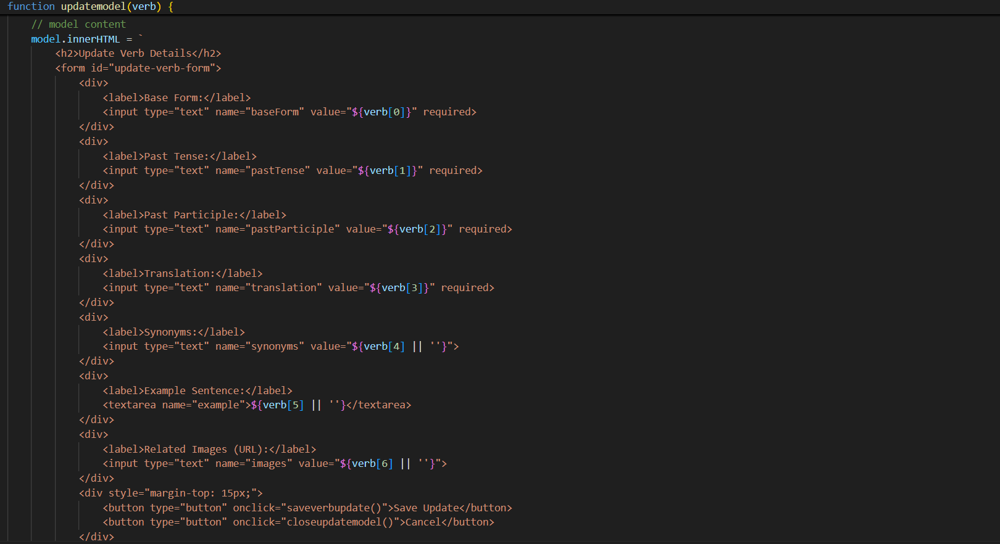 function updatemodel(verb) {
// model content
model.innerHTML = `
<h2>Update Verb Details</h2>
<form id="update-verb-form">
<div>
<label>Base Form:</label>
<input type="text" name="baseForm" value="${verb[0]}" required>
</div>
<div>
<label>Past Tense:</label>
<input type="text" name="pastTense" value="${verb[1]}" required>
</div>
<div>
<label>Past Participle:</label>
<input type="text" name="pastParticiple" value="${verb[2]}" required>
</div>
<div>
<label>Translation:</label>
<input type="text" name="translation" value="${verb[3]}" required>
</div>
<div>
<label>Synonyms:</label>
<input type="text" name="synonyms" value="${verb[4] || ''}">
</div>
<div>
<label>Example Sentence:</label>
<textarea name="example">${verb[5] || ''}</textarea>
</div>
<div>
<label>Related Images (URL):</label>
<input type="text" name="images" value="${verb[6] || ''}">
</div>
<div style="margin-top: 15px;">
<button type="button" onclick="saveverbupdate()">Save Update</button>
<button type="button" onclick="closeupdatemodel()">Cancel</button>
</div>